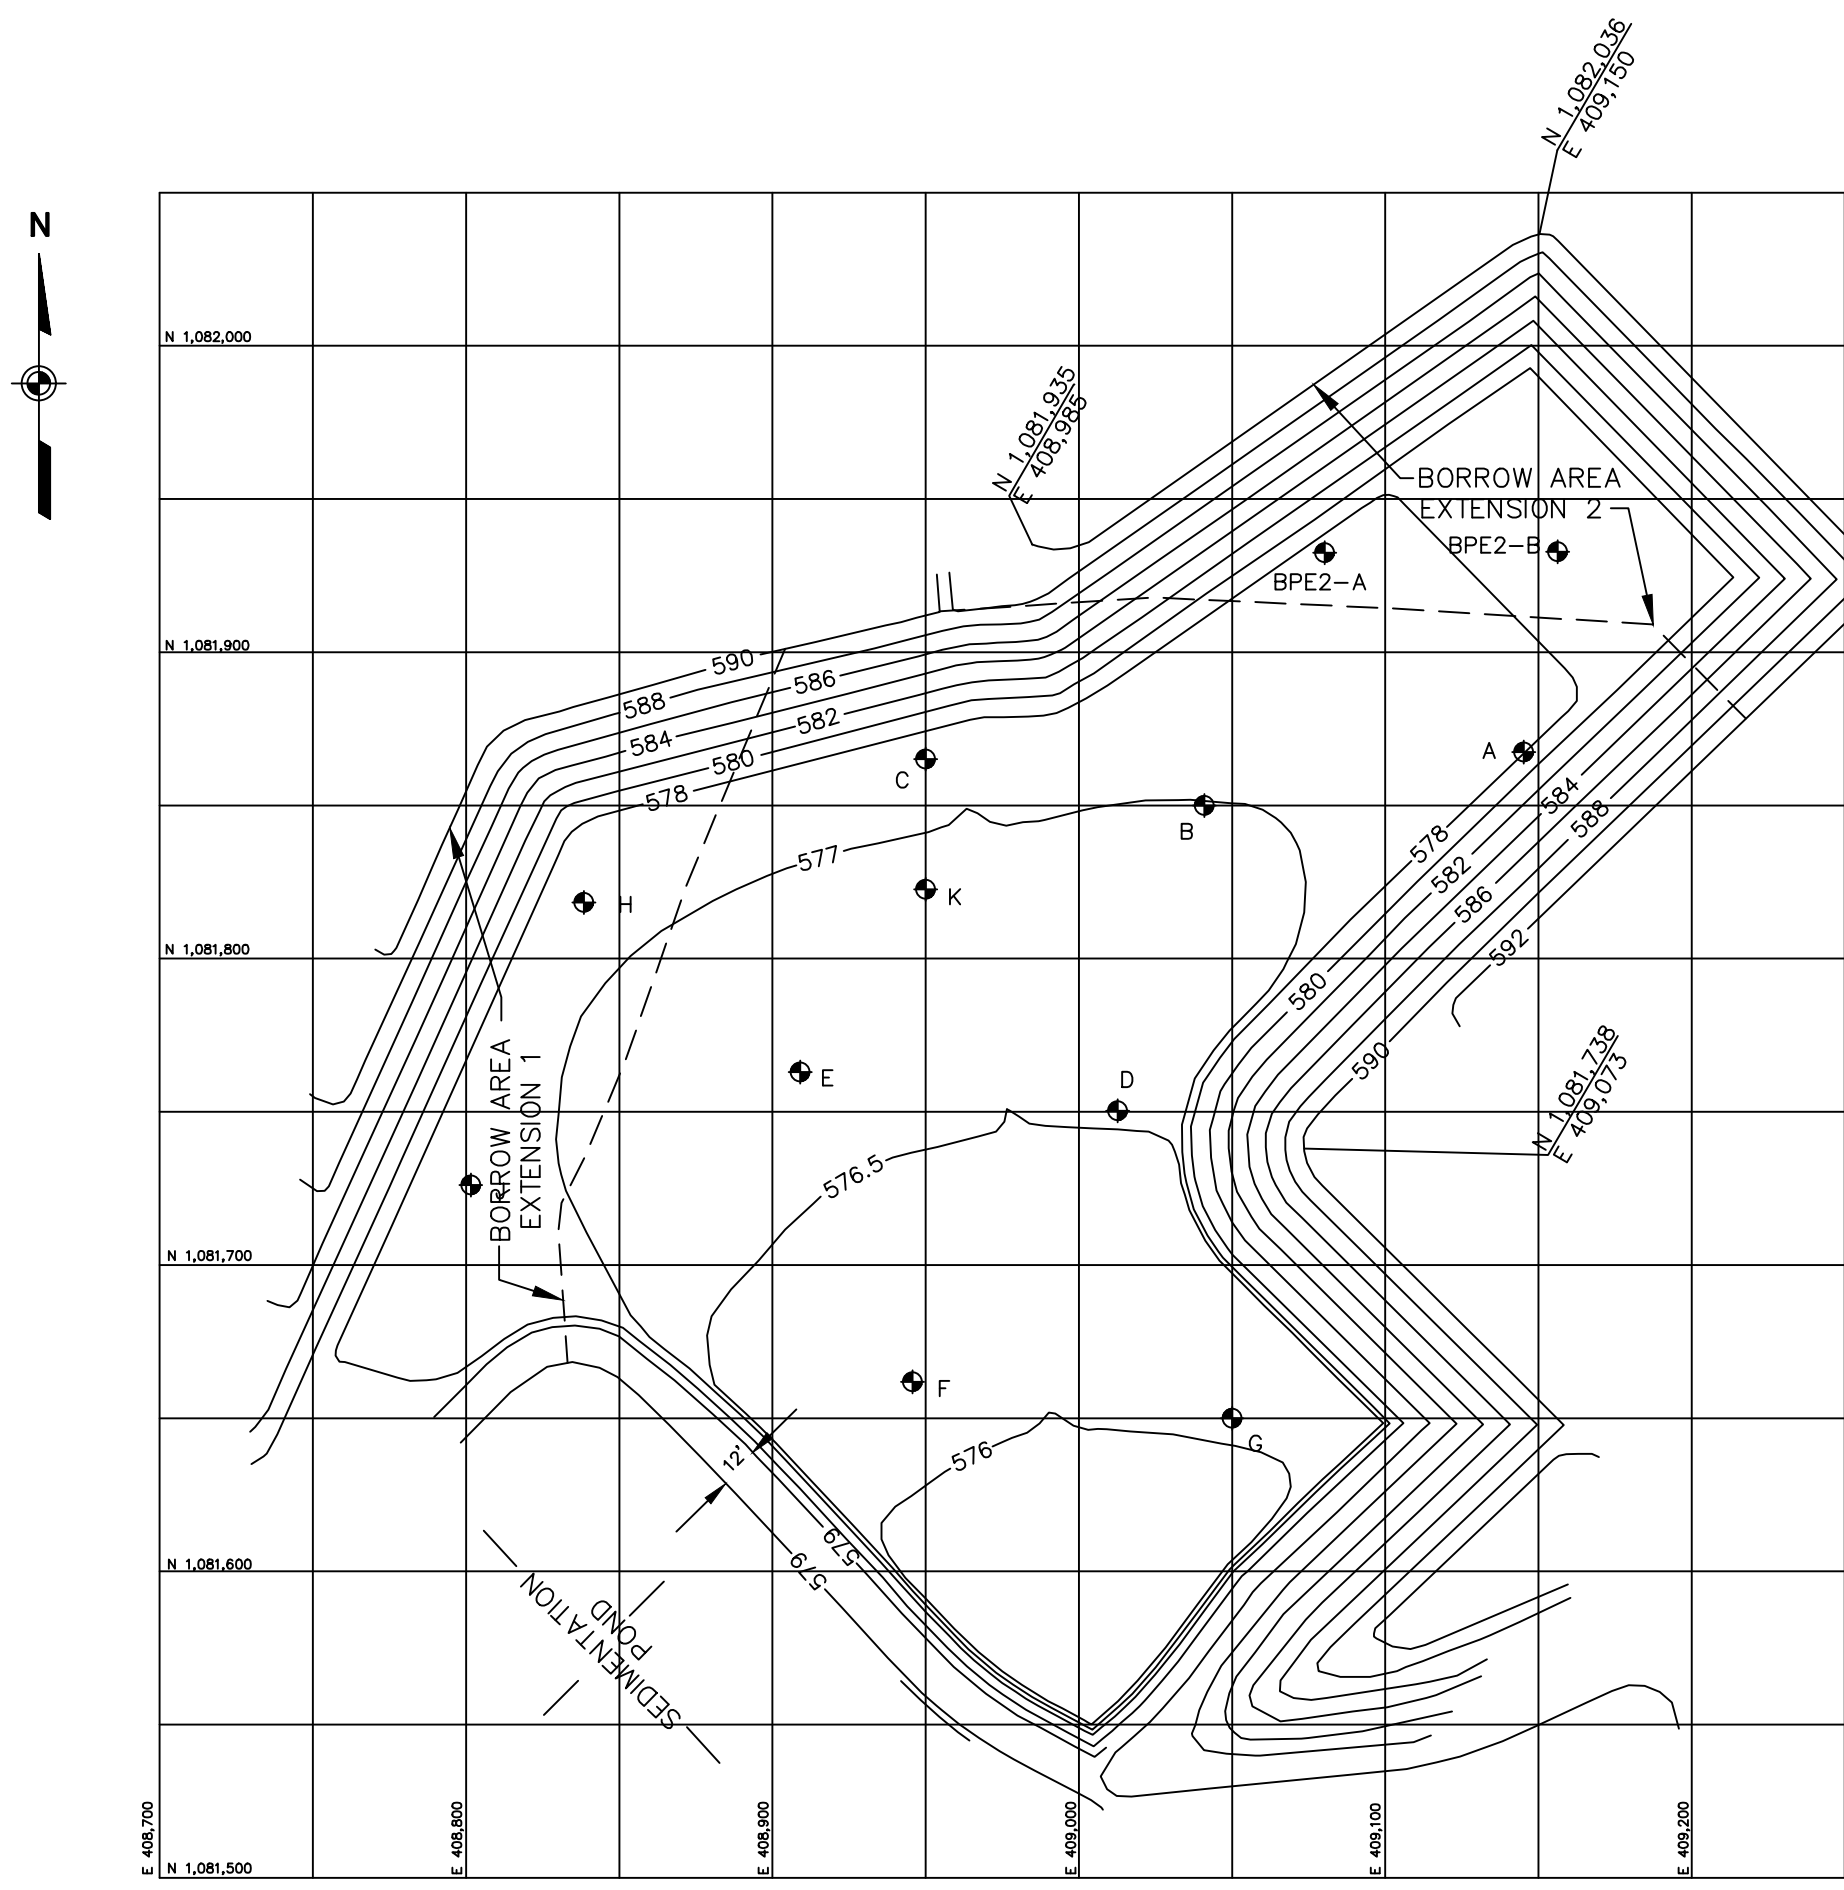 N 1,082,036
E 409,150
N
N 1,082,000
N 1,081,935
E 408,985
BORROW AREA
EXTENSION 2
BPE2-B
BPE2-A
N 1,081,900
590
588
586
584
582
580
578
A
C
B
577
K
H
584
588
578
582
586
592
580
590
N 1,081,800
BORROW AREA
EXTENSION 1
E
D
N 1,081,738
E 409,073
576.5
N 1,081,700
F
G
576
12'
579
579
N 1,081,600
SEDIMENTATION
POND
E 408,700
E 408,800
E 408,900
E 409,000
E 409,100
E 409,200
N 1,081,500